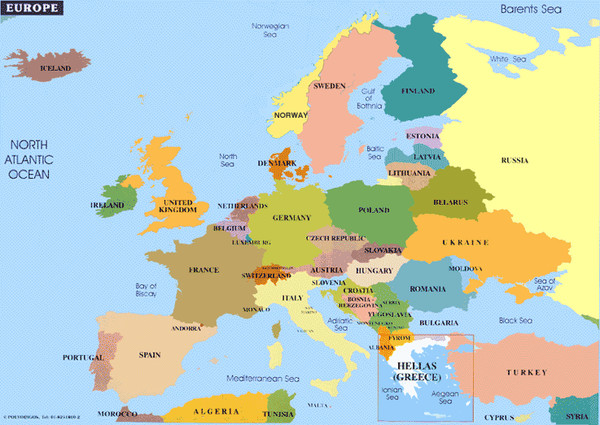 EUROPE
Barents Sea
Norwegian
Sea
White Sea
ICELAND
SWEDEN
FINLAND
Gulf
of
Bothnia
NORWAY
NORTH
ATLANTIC
OCEAN
ESTONIA
RUSSIA
North
Sea
Baltic
Sea
LATVIA
DENMARK
LITHUANIA
IRELAND
UNITED
KINGDOM
NETHERLANDS
BELARUS
GERMANY
POLAND
BELGIUM
LUXEMBURG
CZECH REPUBLIC
UKRAINE
SLOVAKIA
FRANCE
SWITZERLAND
AUSTRIA
HUNGARY
MOLDOVA
SLOVENIA
ROMANIA
Sea of
Azov
Bay of
Biscay
ITALY
CROATIA
BOSNIA -
HERZEGOVINA
SERBIA
YUGOSLAVIA
MONTENEGRO
MONACO
Adriatic
Sea
BULGARIA
Black Sea
ANDORRA
FYROM
ALBANIA
PORTUGAL
SPAIN
HELLAS
(GREECE)
TURKEY
Mediterranean Sea
Ionian
Sea
Aegean
Sea
MALTA
MOROCCO
ALGERIA
TUNISIA
CYPRUS
SYRIA